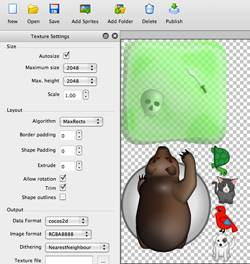 New Open Save Add Sprites Add Folder Delete Publish
Texture Settings
Size
Autosize
Maximum size 2048
Max. height 2048
Scale 1.00
Layout
Algorithm MaxRects
Border padding 0
Shape Padding 0
Extrude 0
Allow rotation
Trim
Shape outlines
Output
Data Format cocos2d
Image format RGBA8888
Dithering NearestNeighbour
Texture file